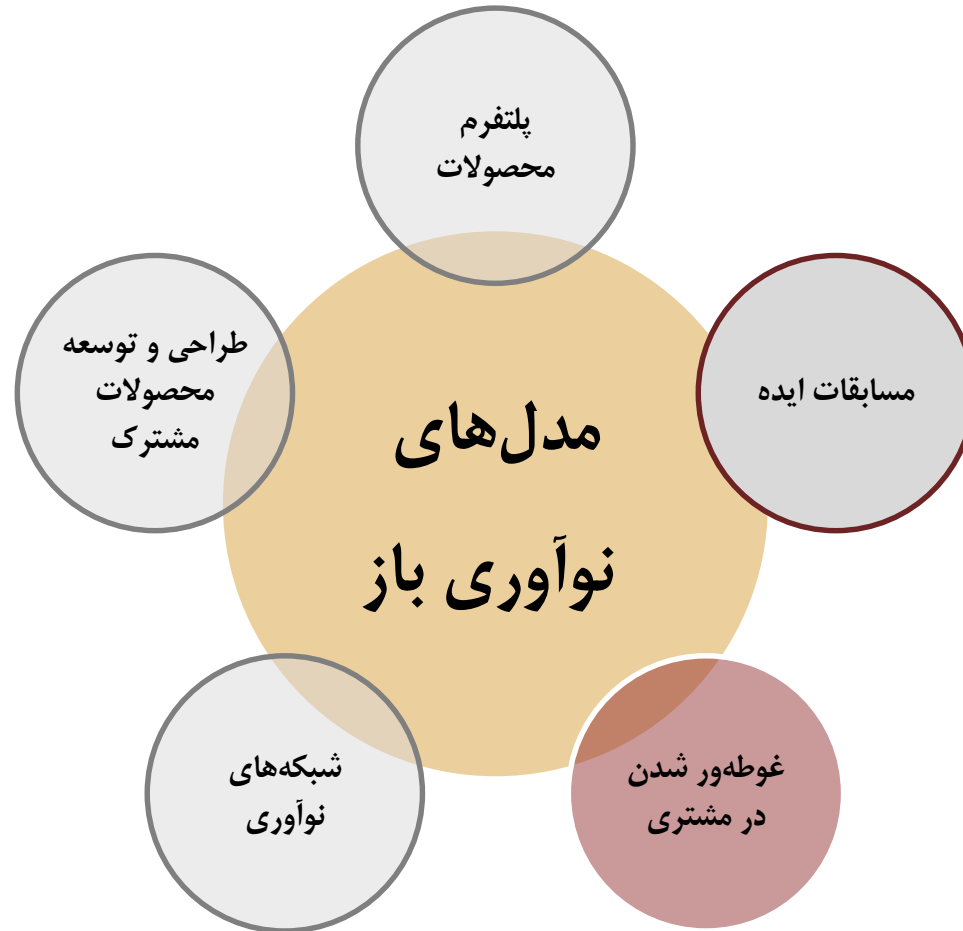 پلتفرم
محصولات
مسابقات ایده
طراحی و توسعه
محصولات
مشترک
مدل‌های
نوآوری باز
غوطه‌ور شدن
در مشتری
شبکه‌های
نوآوری